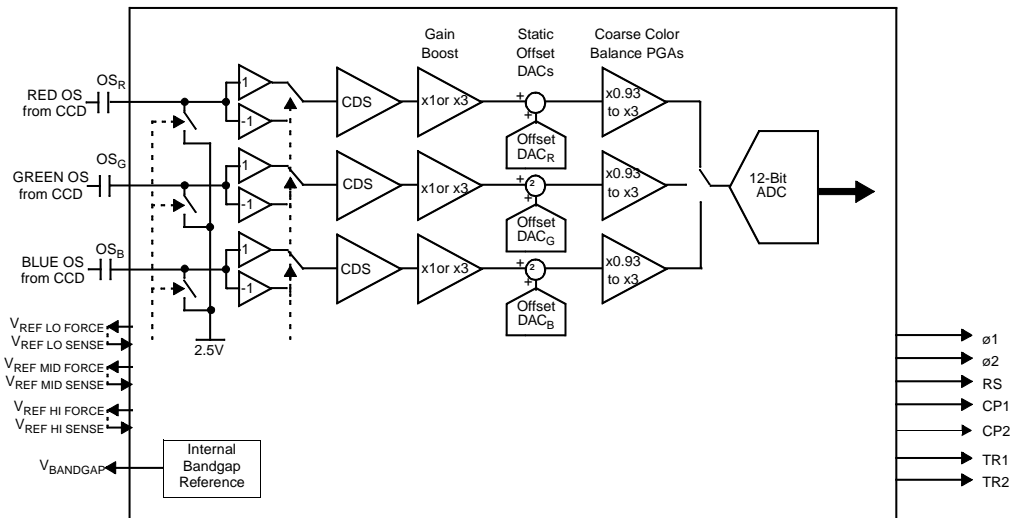 Gain
Boost
Static
Offset
DACs
Coarse Color
Balance PGAs
RED OS
from CCD
OSR
1
-1
CDS
x1or x3
+
+
Offset
DACR
x0.93
to x3
GREEN OS
from CCD
OSG
1
-1
CDS
x1or x3
+
2
+
Offset
DACG
x0.93
to x3
12-Bit
ADC
BLUE OS
from CCD
OSB
1
-1
CDS
x1or x3
+
2
+
Offset
DACB
x0.93
to x3
2.5V
VREF LO FORCE
VREF LO SENSE
VREF MID FORCE
VREF MID SENSE
VREF HI FORCE
VREF HI SENSE
VBANDGAP
Internal
Bandgap
Reference
ø1
ø2
RS
CP1
CP2
TR1
TR2